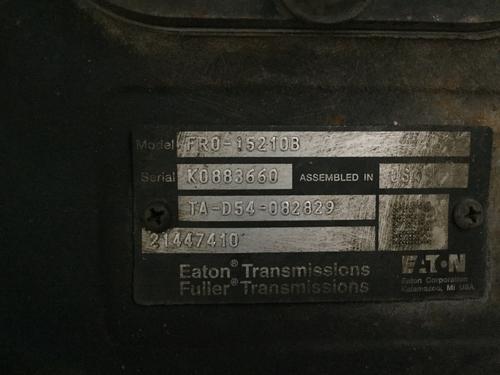 Model FRO-15210B
Serial K0883660 ASSEMBLED IN USA
TA-D54-082829
21447410
Eaton® Transmissions
Fuller® Transmissions
EATON
Eaton Corporation
Kalamazoo, MI USA